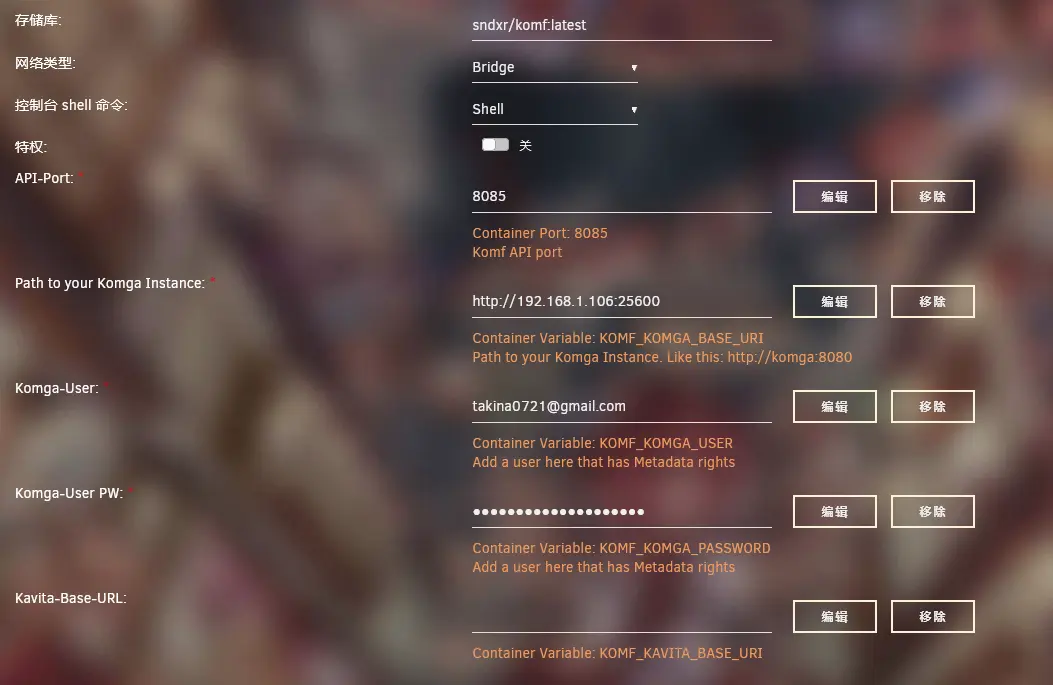 存储库:
sndxr/komf:latest
网络类型:
Bridge
控制台 shell 命令:
Shell
特权:
关
API-Port: *
8085
编辑
移除
Container Port: 8085
Komf API port
Path to your Komga Instance: *
http://192.168.1.106:25600
编辑
移除
Container Variable: KOMF_KOMGA_BASE_URI
Path to your Komga Instance. Like this: http://komga:8080
Komga-User: *
takina0721@gmail.com
编辑
移除
Container Variable: KOMF_KOMGA_USER
Add a user here that has Metadata rights
Komga-User PW: *
●●●●●●●●●●●●●●●●●●●●
编辑
移除
Container Variable: KOMF_KOMGA_PASSWORD
Add a user here that has Metadata rights
Kavita-Base-URL:
编辑
移除
Container Variable: KOMF_KAVITA_BASE_URI